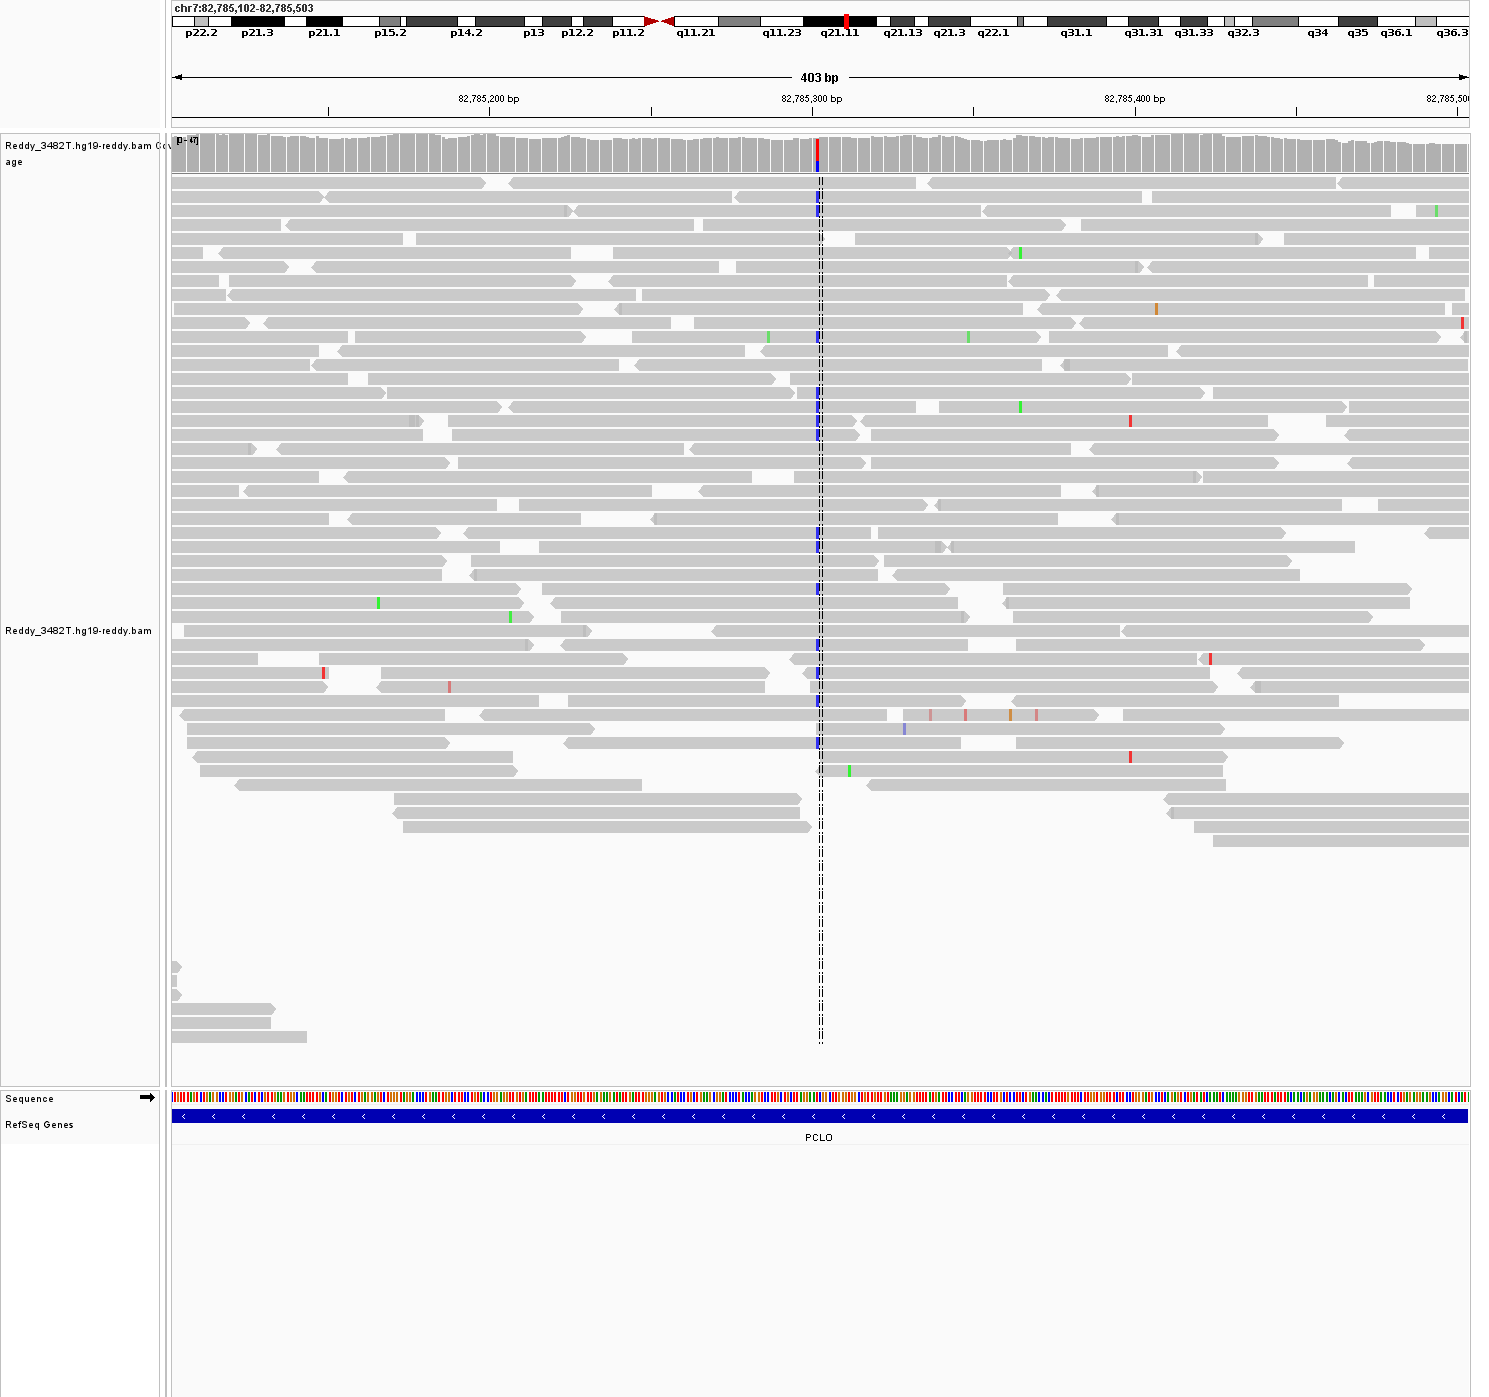 chr7:82,785,102-82,785,503
p22.2 p21.3 p21.1 p15.2 p14.2 p13 p12.2 p11.2 q11.21 q11.23 q21.11 q21.13 q21.3 q22.1 q31.1 q31.31 q31.33 q32.3 q34 q35 q36.1 q36.3
403 bp
82,785,200 bp 82,785,300 bp 82,785,400 bp 82,785,500
Reddy_3482T.hg19-reddy.bam Cov
age
[0 - 47]
Reddy_3482T.hg19-reddy.bam
Sequence
RefSeq Genes
PCLO